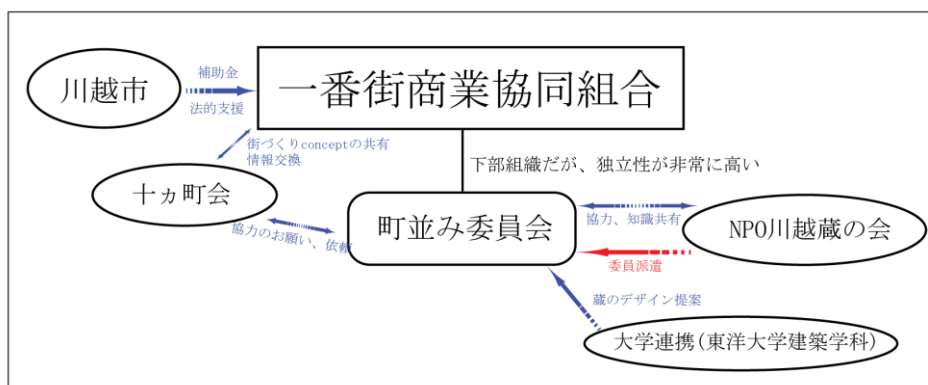 川越市
補助金
法的支援
一番街商業協同組合
街づくりconceptの共有
情報交換
下部組織だが、独立性が非常に高い
十ヵ町会
協力のお願い、依頼
町並み委員会
協力、知識共有
NPO川越蔵の会
委員派遣
蔵のデザイン提案
大学連携(東洋大学建築学科)